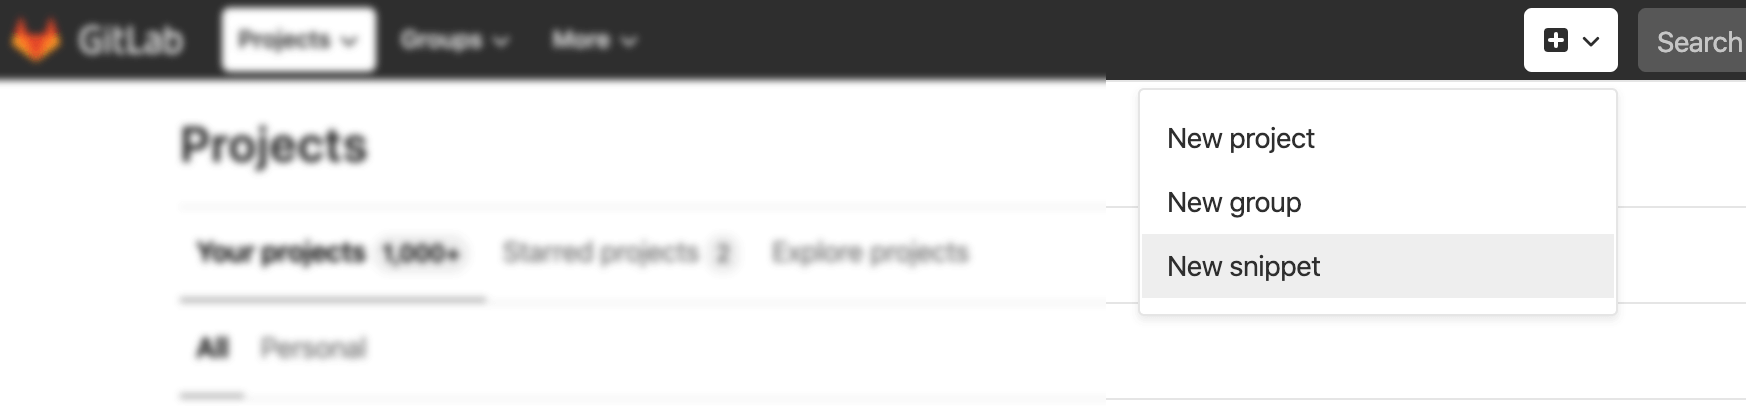 GitLab Projects Groups More Search
New project
Projects
New group
Your projects 1,000+ Starred projects 2 Explore projects
New snippet
All Personal